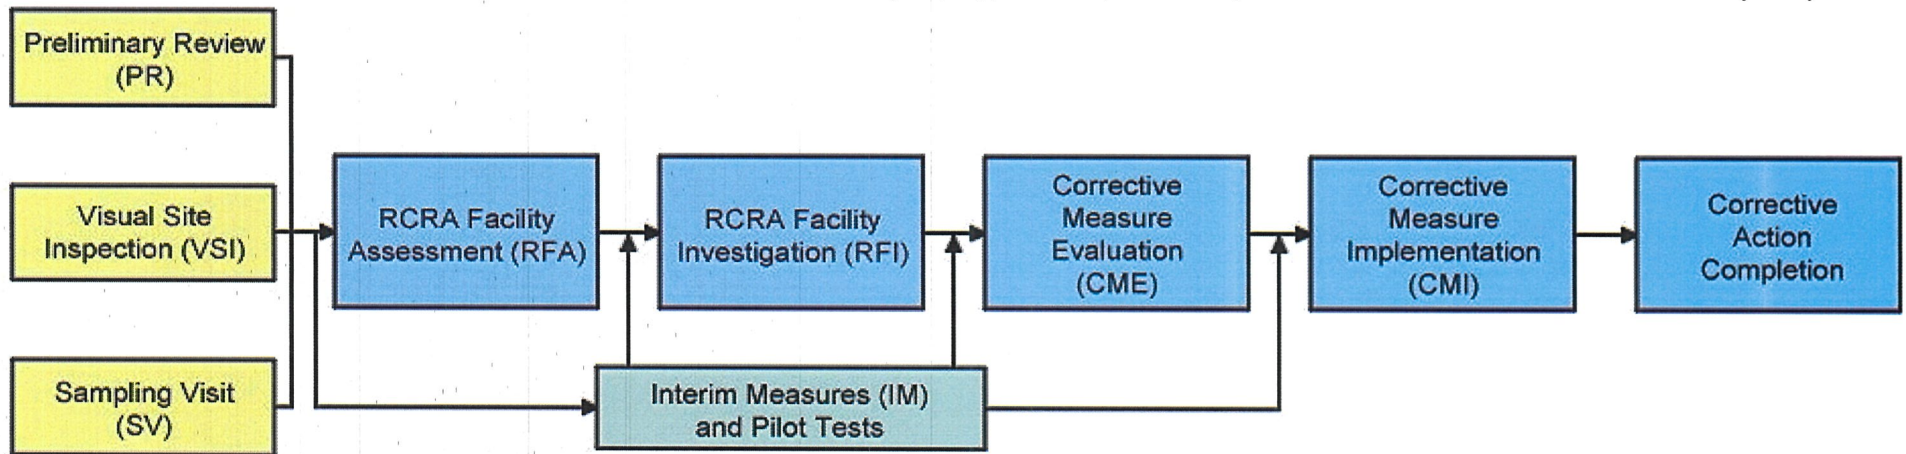 Preliminary Review
(PR)
Visual Site
Inspection (VSI)
Sampling Visit
(SV)
RCRA Facility
Assessment (RFA)
RCRA Facility
Investigation (RFI)
Corrective
Measure
Evaluation
(CME)
Corrective
Measure
Implementation
(CMI)
Corrective
Action
Completion
Interim Measures (IM)
and Pilot Tests